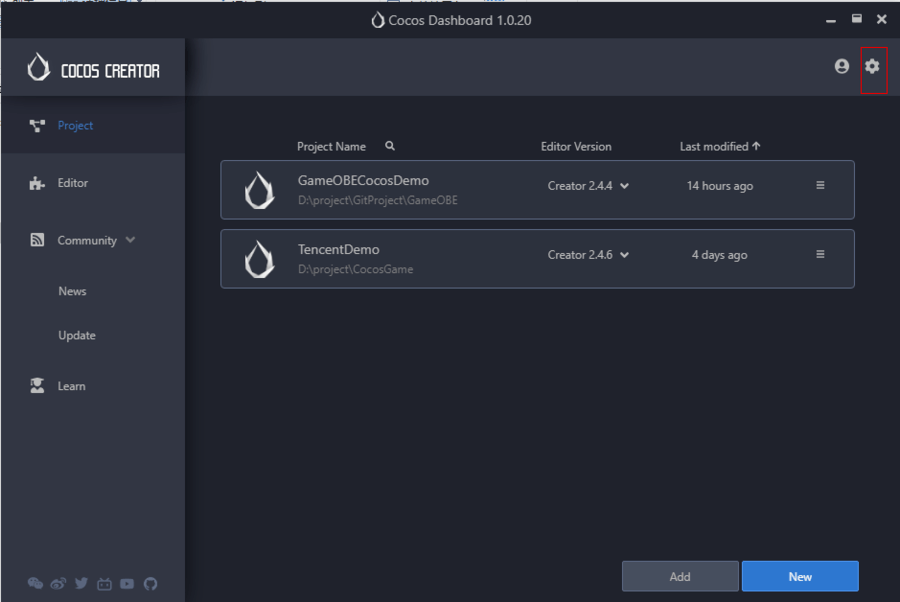 Cocos Dashboard 1.0.20
COCOS CREATOR
Project
Editor
Community
News
Update
Learn
Project Name
Editor Version
Last modified
GameOBECocosDemo
D:\project\GitProject\GameOBE
Creator 2.4.4
14 hours ago
TencentDemo
D:\project\CocosGame
Creator 2.4.6
4 days ago
Add
New